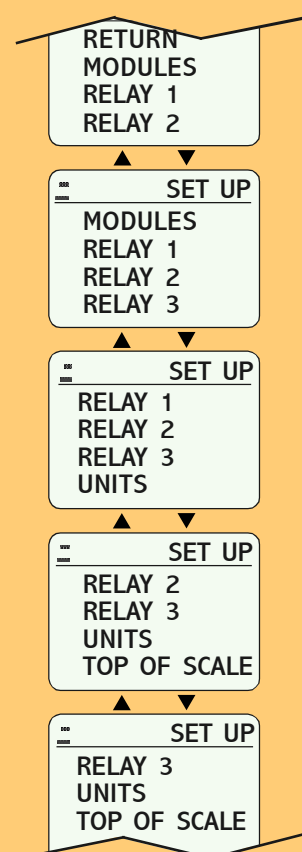 RETURN
MODULES
RELAY 1
RELAY 2
SET UP
MODULES
RELAY 1
RELAY 2
RELAY 3
SET UP
RELAY 1
RELAY 2
RELAY 3
UNITS
SET UP
RELAY 2
RELAY 3
UNITS
TOP OF SCALE
SET UP
RELAY 3
UNITS
TOP OF SCALE